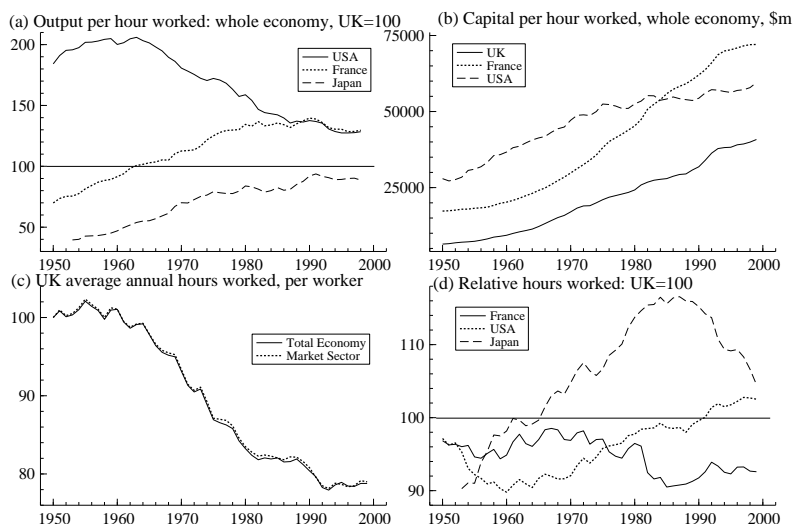 (a) Output per hour worked: whole economy, UK=100
200
150
100
50
USA
France
Japan
1950 1960 1970 1980 1990 2000
(b) Capital per hour worked, whole economy, $m
75000
50000
25000
UK
France
USA
1950 1960 1970 1980 1990 2000
(c) UK average annual hours worked, per worker
100
90
80
Total Economy
Market Sector
1950 1960 1970 1980 1990 2000
(d) Relative hours worked: UK=100
110
100
90
France
USA
Japan
1950 1960 1970 1980 1990 2000